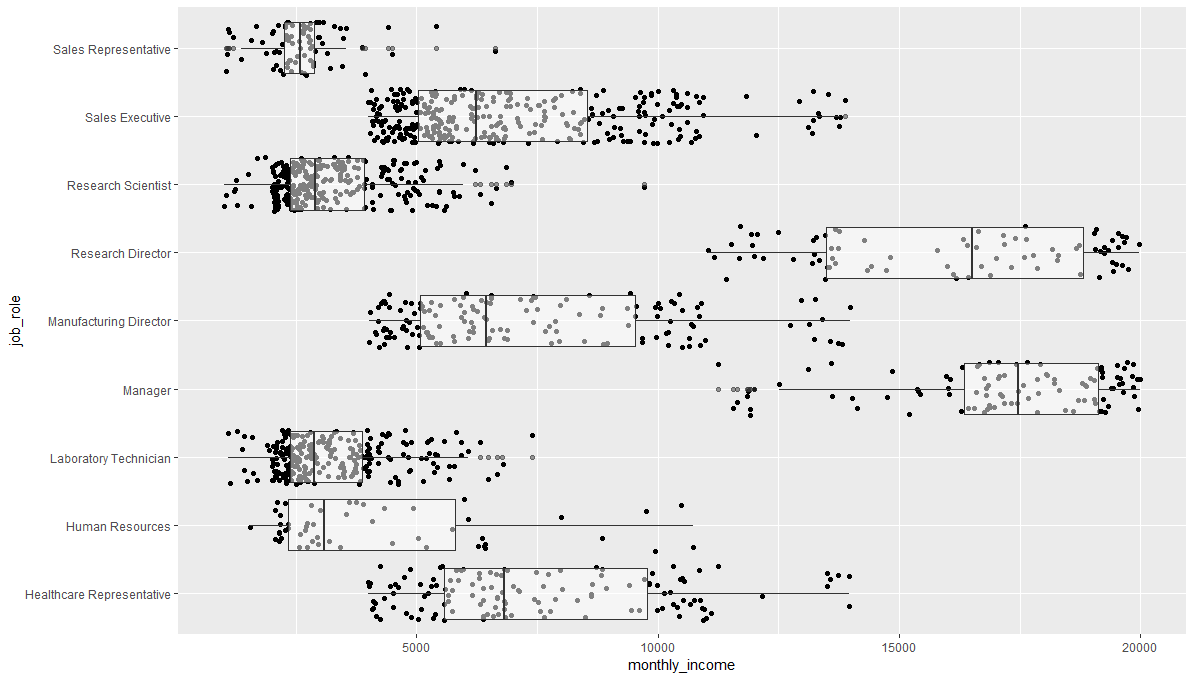 Sales Representative
Sales Executive
Research Scientist
Research Director
Manufacturing Director
Manager
Laboratory Technician
Human Resources
Healthcare Representative
job_role
5000 10000 15000 20000
monthly_income